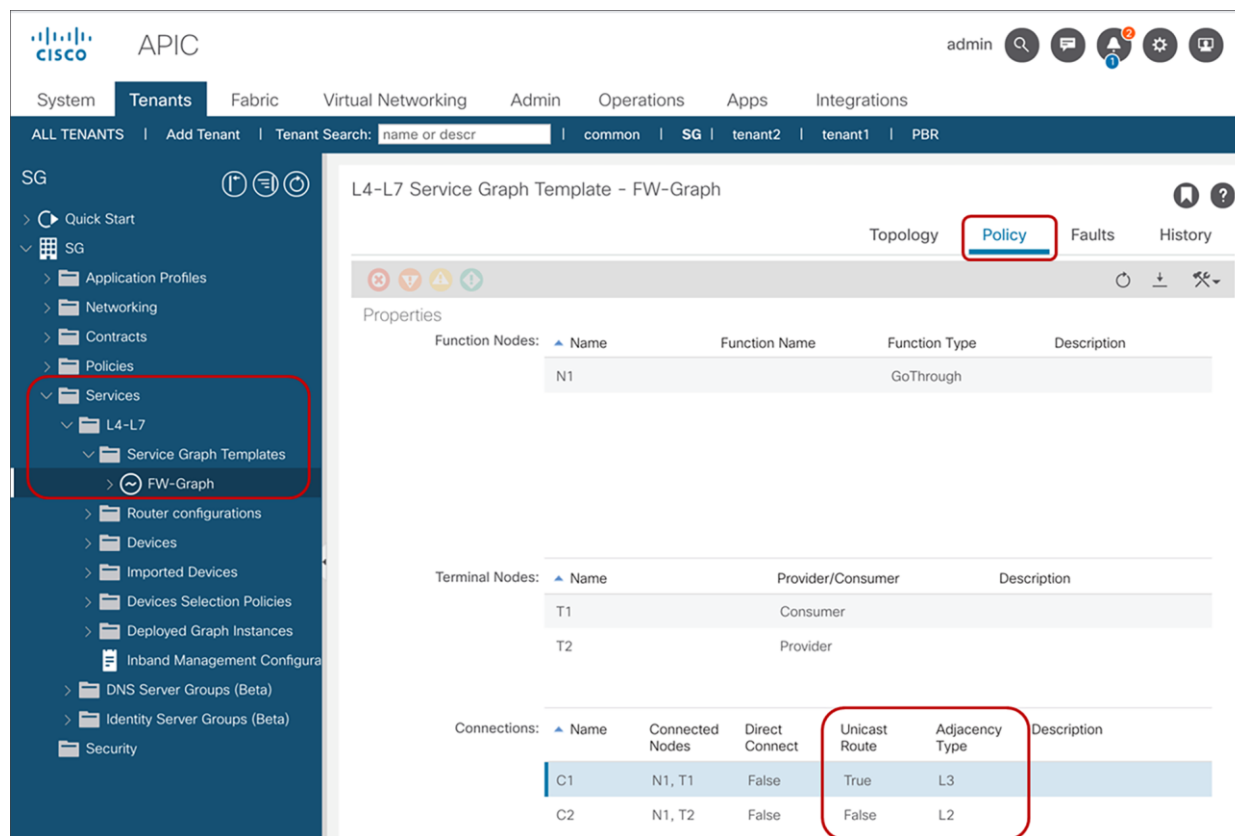 CISCO APIC admin 2 1
System Tenants Fabric Virtual Networking Admin Operations Apps Integrations
ALL TENANTS | Add Tenant | Tenant Search: name or descr | common | SG | tenant2 | tenant1 | PBR
SG
Quick Start
SG
Application Profiles
Networking
Contracts
Policies
Services
L4-L7
Service Graph Templates
FW-Graph
Router configurations
Devices
Imported Devices
Devices Selection Policies
Deployed Graph Instances
Inband Management Configura
DNS Server Groups (Beta)
Identity Server Groups (Beta)
Security
L4-L7 Service Graph Template - FW-Graph
?
Topology Policy Faults History
Properties
Function Nodes: Name Function Name Function Type Description
N1 GoThrough
Terminal Nodes: Name Provider/Consumer Description
T1 Consumer
T2 Provider
Connections: Name Connected Nodes Direct Connect Unicast Route Adjacency Type Description
C1 N1, T1 False True L3
C2 N1, T2 False False L2